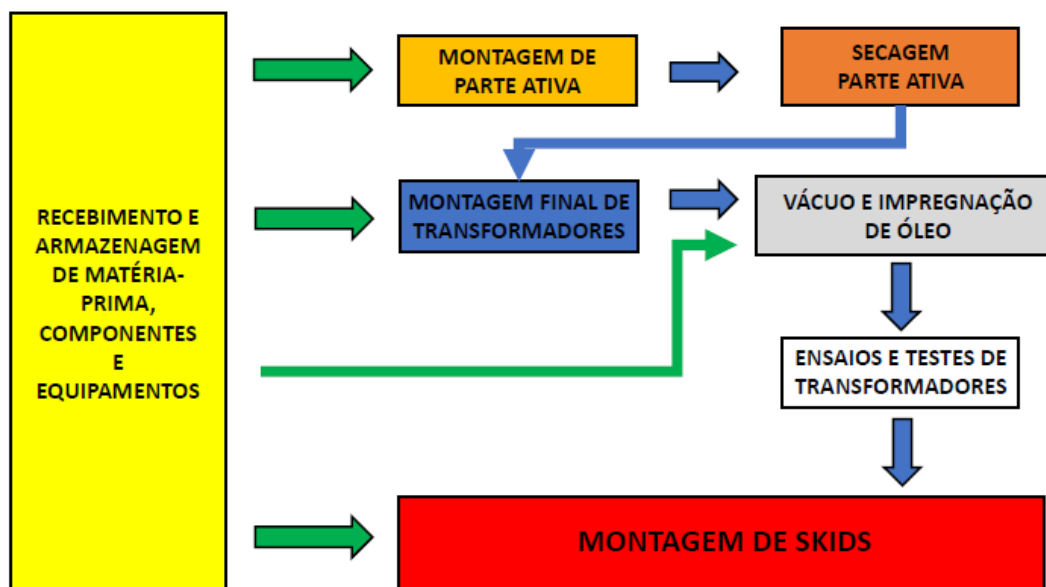 RECEBIMENTO E
ARMAZENAGEM
DE MATÉRIA-
PRIMA,
COMPONENTES
E
EQUIPAMENTOS
MONTAGEM DE
PARTE ATIVA
SECAGEM
PARTE ATIVA
MONTAGEM FINAL DE
TRANSFORMADORES
VÁCUO E IMPREGNAÇÃO
DE ÓLEO
ENSAIOS E TESTES DE
TRANSFORMADORES
MONTAGEM DE SKIDS